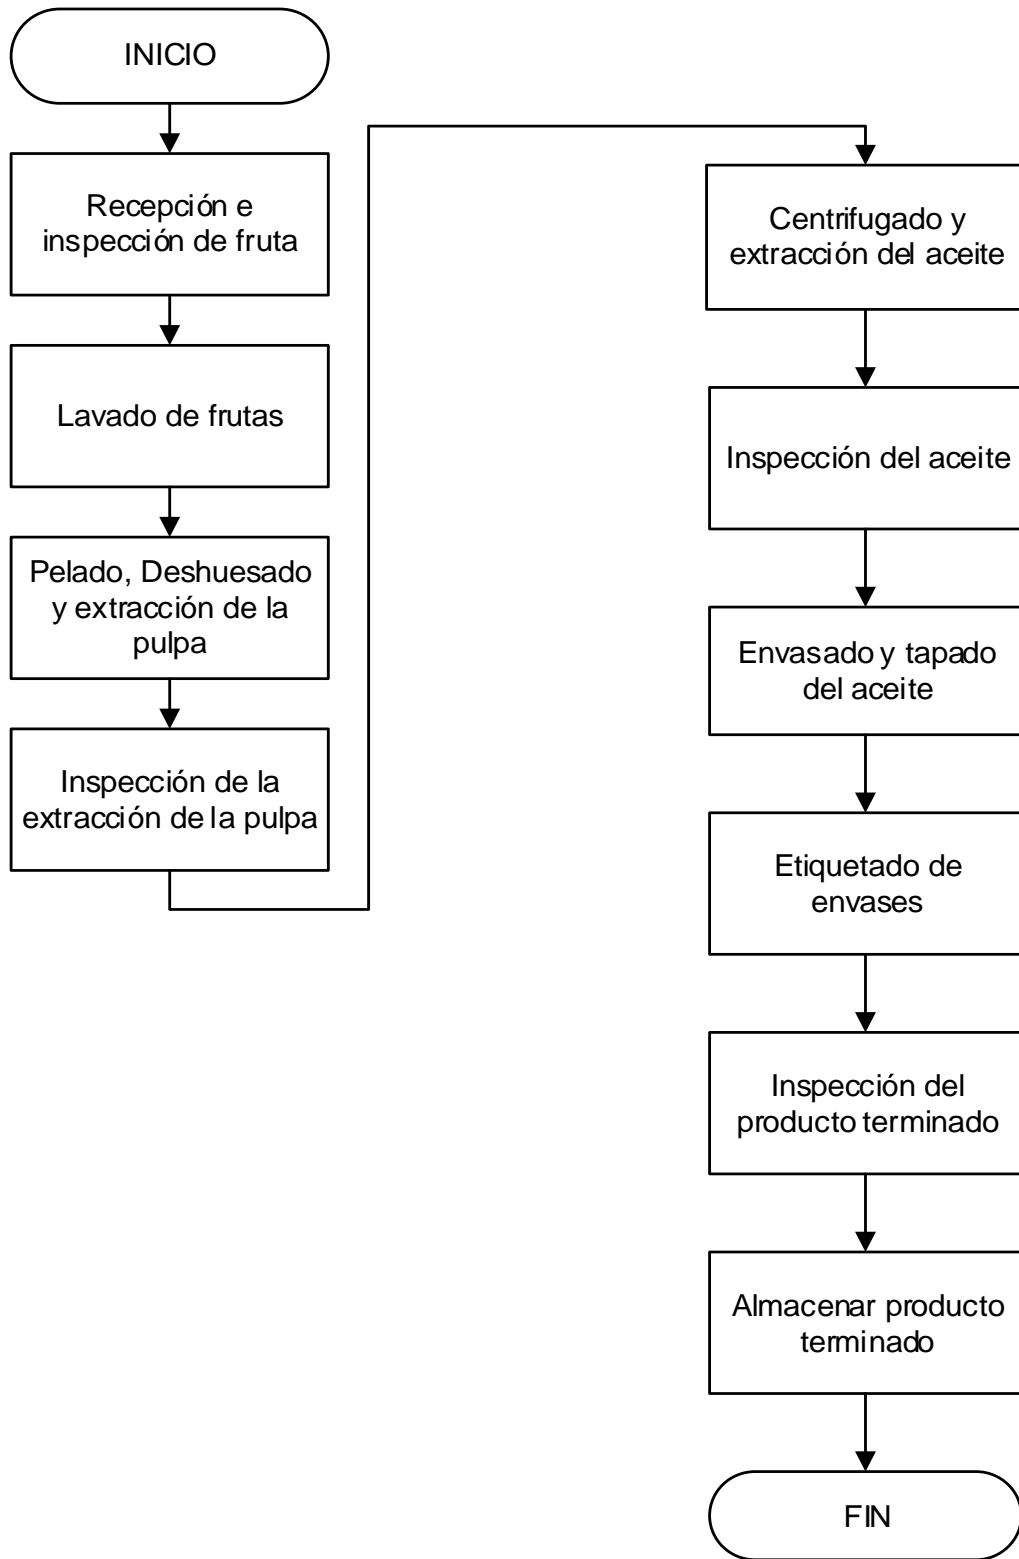 INICIO
Recepción e
inspección de fruta
Lavado de frutas
Pelado, Deshuesado
y extracción de la
pulpa
Inspección de la
extracción de la pulpa
Centrifugado y
extracción del aceite
Inspección del aceite
Envasado y tapado
del aceite
Etiquetado de
envases
Inspección del
producto terminado
Almacenar producto
terminado
FIN